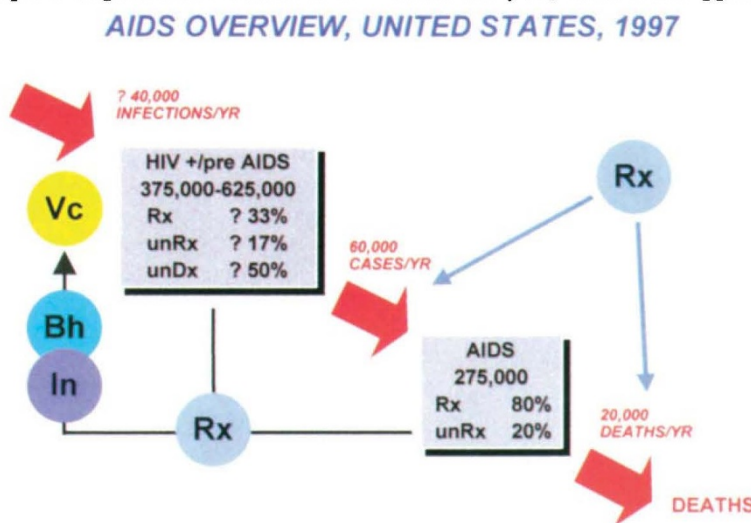 AIDS OVERVIEW, UNITED STATES, 1997
? 40,000
INFECTIONS/YR
HIV +/pre AIDS
375,000-625,000
Rx ? 33%
unRx ? 17%
unDx ? 50%
Vc
Rx
60,000
CASES/YR
Bh
In
AIDS
275,000
Rx 80%
unRx 20%
Rx
20,000
DEATHS/YR
DEATHS